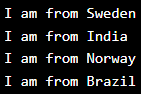 I am from Sweden
I am from India
I am from Norway
I am from Brazil